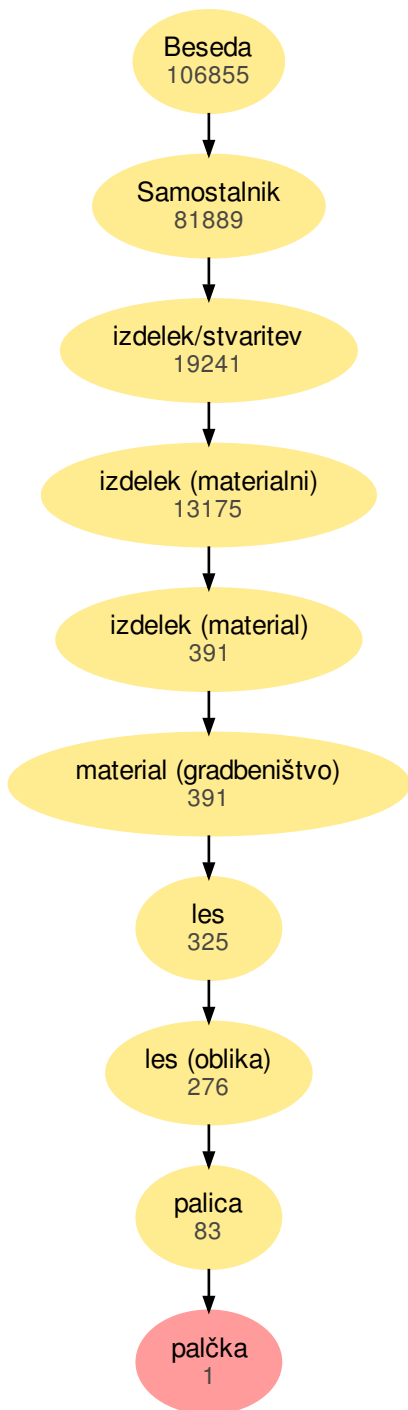 Beseda
106855
Samostalnik
81889
izdelek/stvaritev
19241
izdelek (materialni)
13175
izdelek (material)
391
material (gradbeništvo)
391
les
325
les (oblika)
276
palica
83
palčka
1